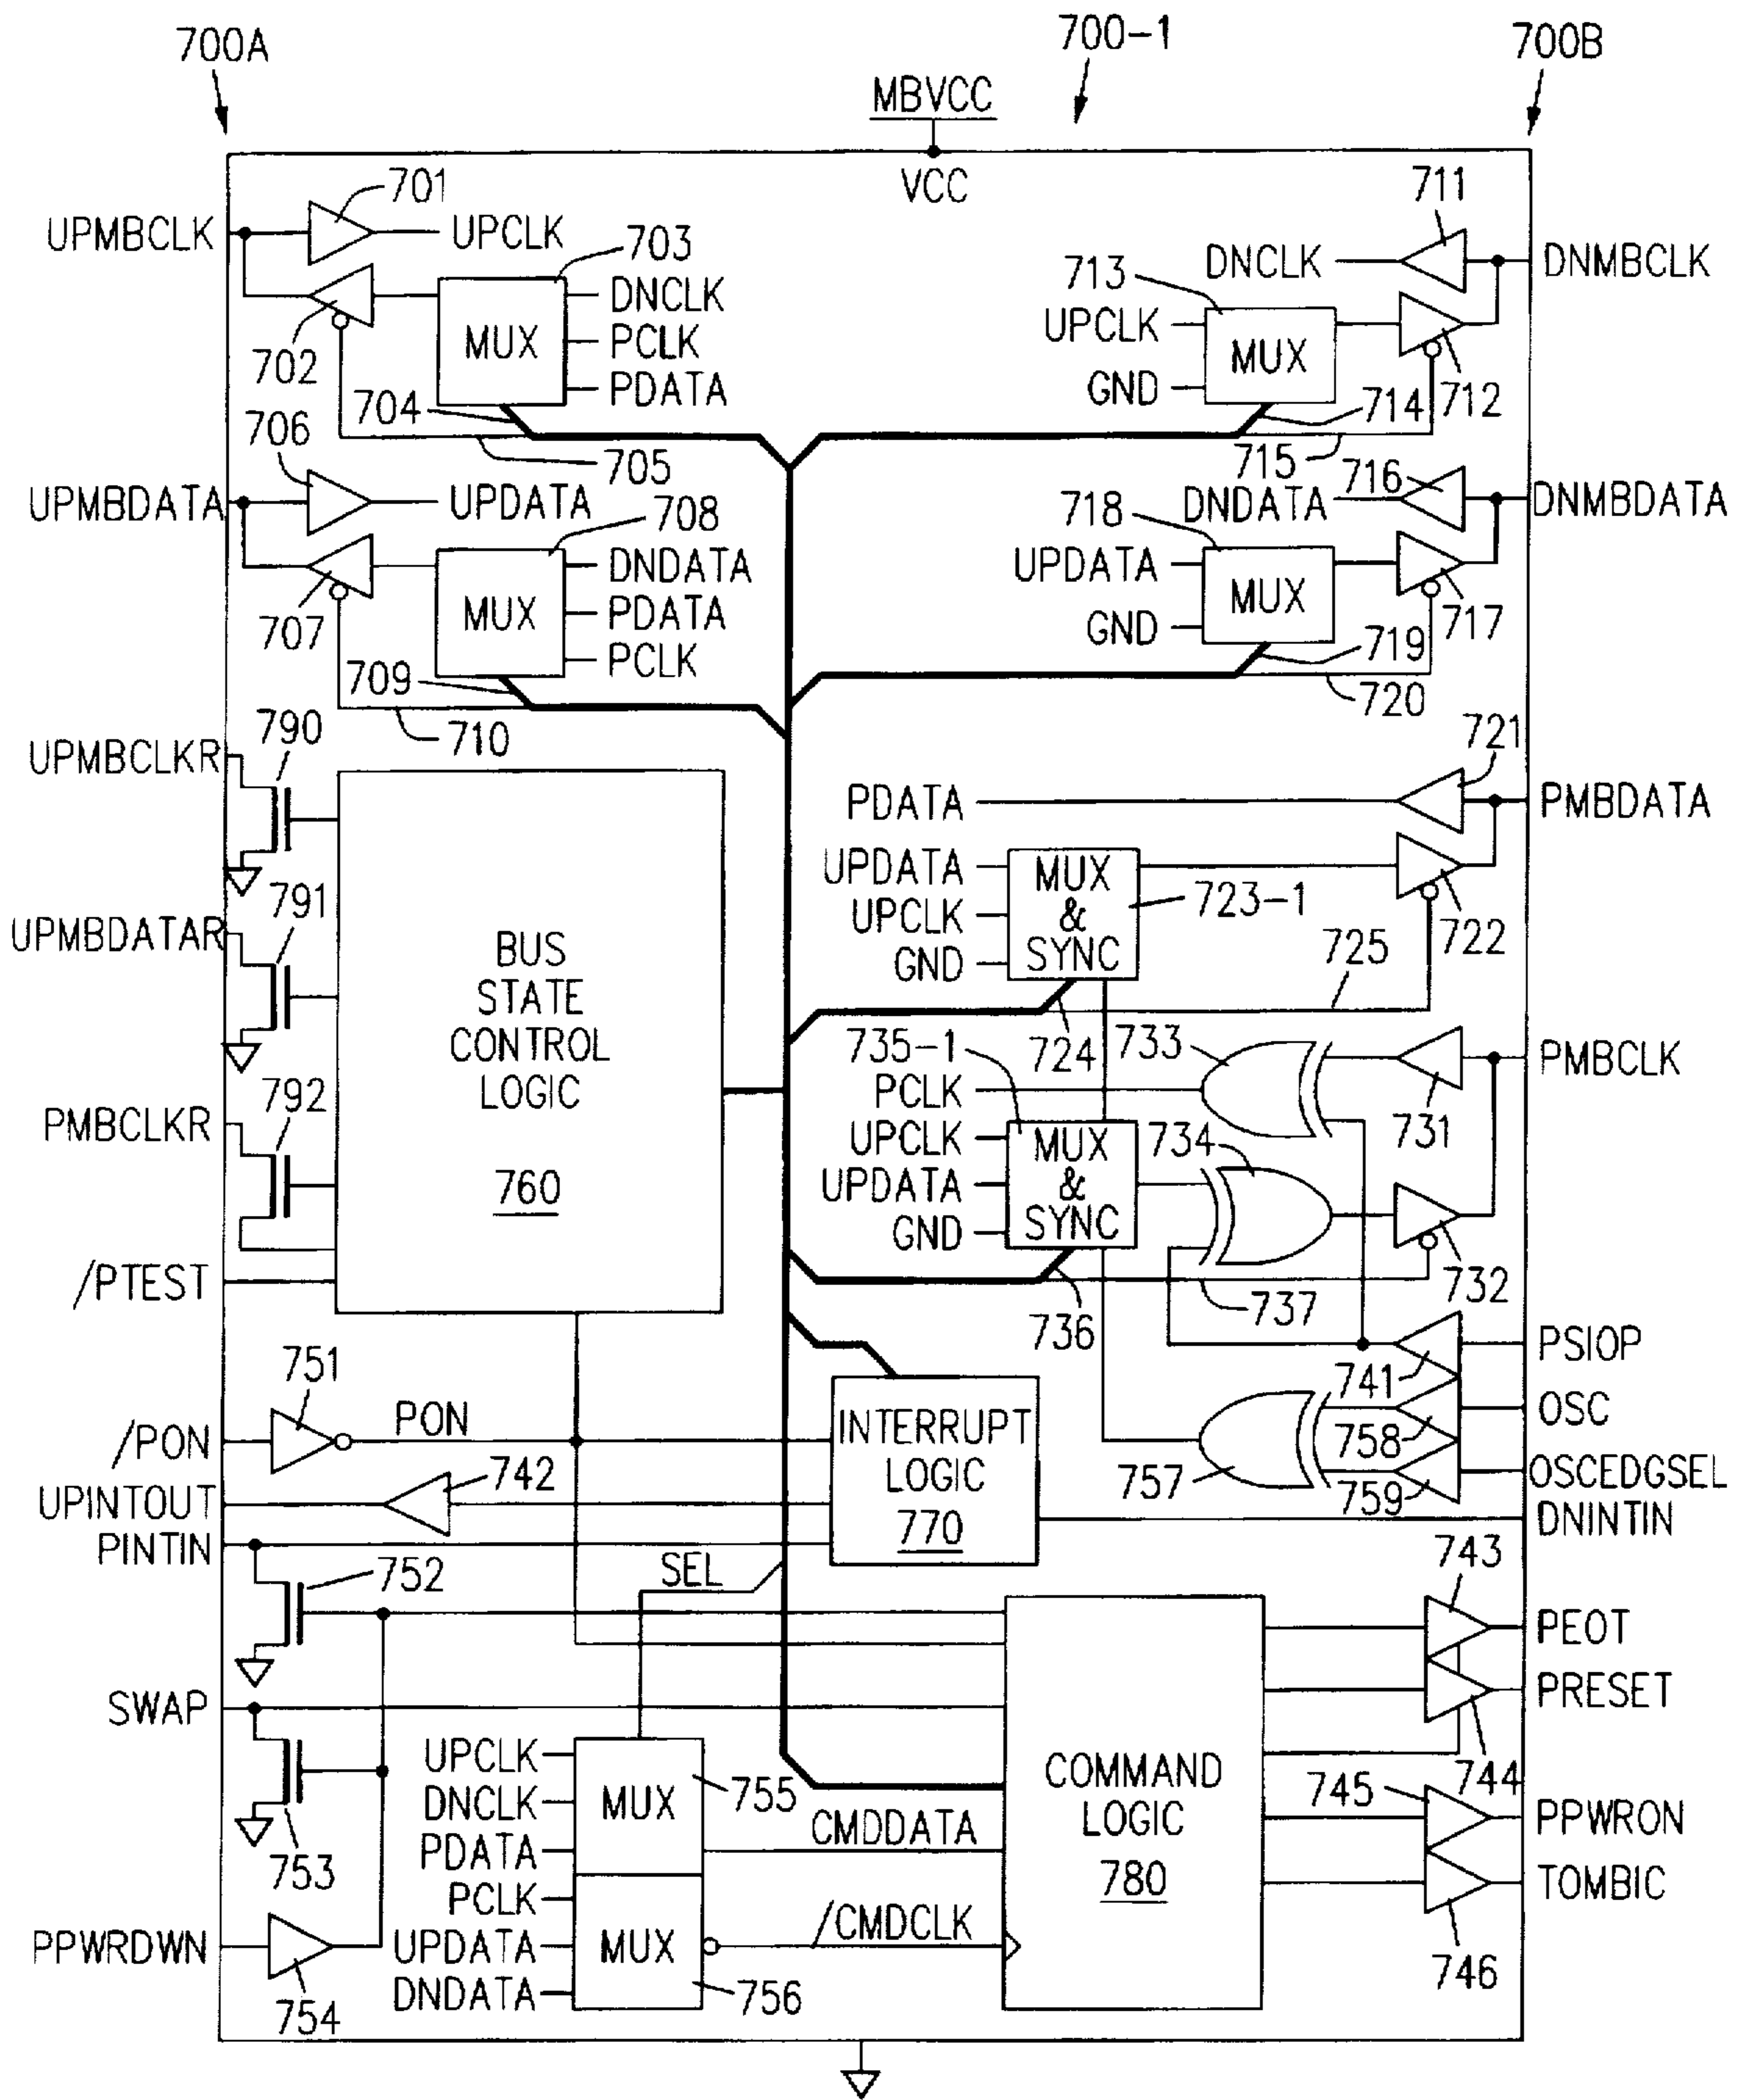 700A
700-1
700B
MBVCC
VCC
701
UPMBCLK
UPCLK
703
702
MUX
DNCLK
PCLK
PDATA
704
705
711
DNCLK
DNMBCLK
713
UPCLK
MUX
GND
712
714
715
706
UPMBDATA
UPDATA
708
707
MUX
DNDATA
PDATA
PCLK
709
710
716
DNDATA
DNMBDATA
718
UPDATA
MUX
GND
717
719
720
790
UPMBCLKR
791
UPMBDATAR
792
PMBCLKR
/PTEST
BUS
STATE
CONTROL
LOGIC
760
721
PDATA
PMBDATA
UPDATA
UPCLK
GND
MUX
&
SYNC
723-1
722
725
724
735-1
733
PCLK
PMBCLK
731
UPCLK
UPDATA
GND
MUX
&
SYNC
734
732
736
737
PSIOP
741
OSC
758
757
759
OSCEDGSEL
DNINTIN
751
/PON
PON
742
UPINTOUT
PINTIN
INTERRUPT
LOGIC
770
752
SEL
SWAP
753
PPWRDWN
754
UPCLK
DNCLK
PDATA
MUX
755
PCLK
UPDATA
DNDATA
MUX
756
CMDDATA
/CMDCLK
COMMAND
LOGIC
780
743
PEOT
PRESET
744
745
PPWRON
TOMBIC
746